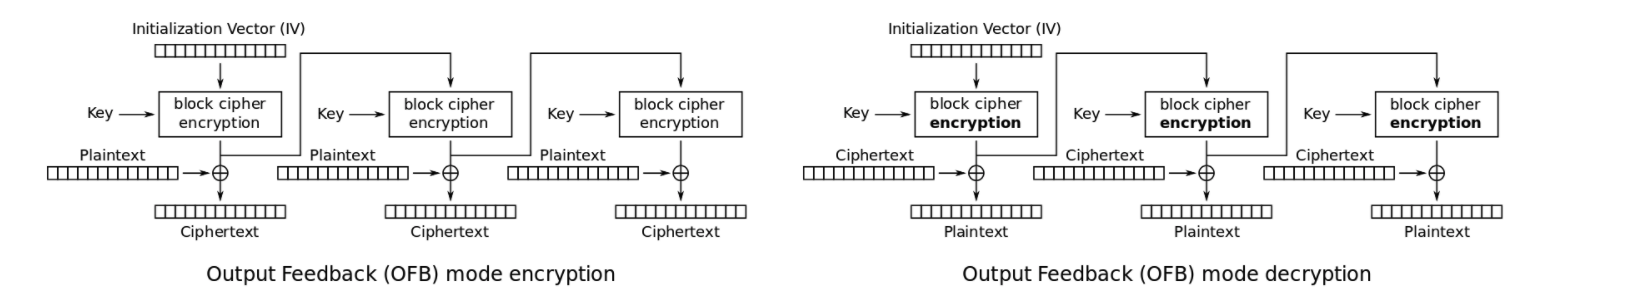 Initialization Vector (IV)
block cipher
encryption
Key
Plaintext
Ciphertext
block cipher
encryption
Key
Plaintext
Ciphertext
block cipher
encryption
Key
Plaintext
Ciphertext
Output Feedback (OFB) mode encryption
Initialization Vector (IV)
block cipher
encryption
Key
Ciphertext
Plaintext
block cipher
encryption
Key
Ciphertext
Plaintext
block cipher
encryption
Key
Ciphertext
Plaintext
Output Feedback (OFB) mode decryption